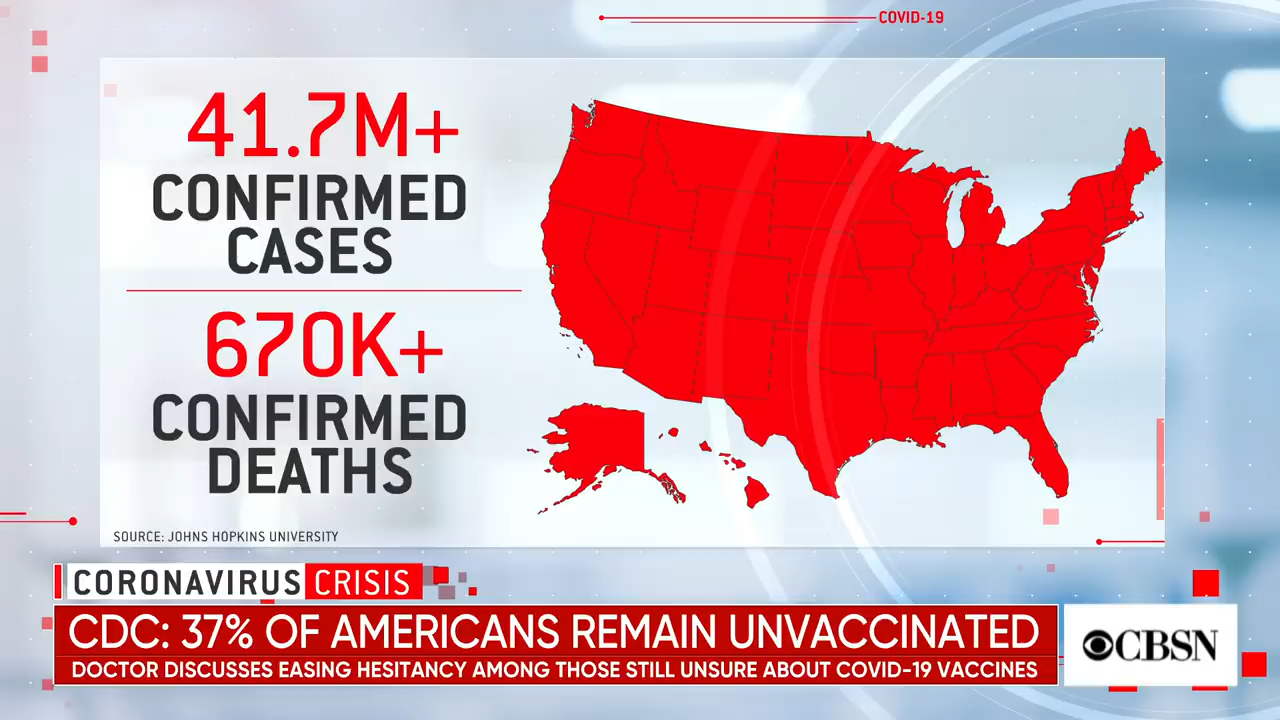 COVID-19
41.7M+
CONFIRMED
CASES
670K+
CONFIRMED
DEATHS
SOURCE: JOHNS HOPKINS UNIVERSITY
CORONAVIRUS CRISIS
CDC: 37% OF AMERICANS REMAIN UNVACCINATED
DOCTOR DISCUSSES EASING HESITANCY AMONG THOSE STILL UNSURE ABOUT COVID-19 VACCINES
CBSN